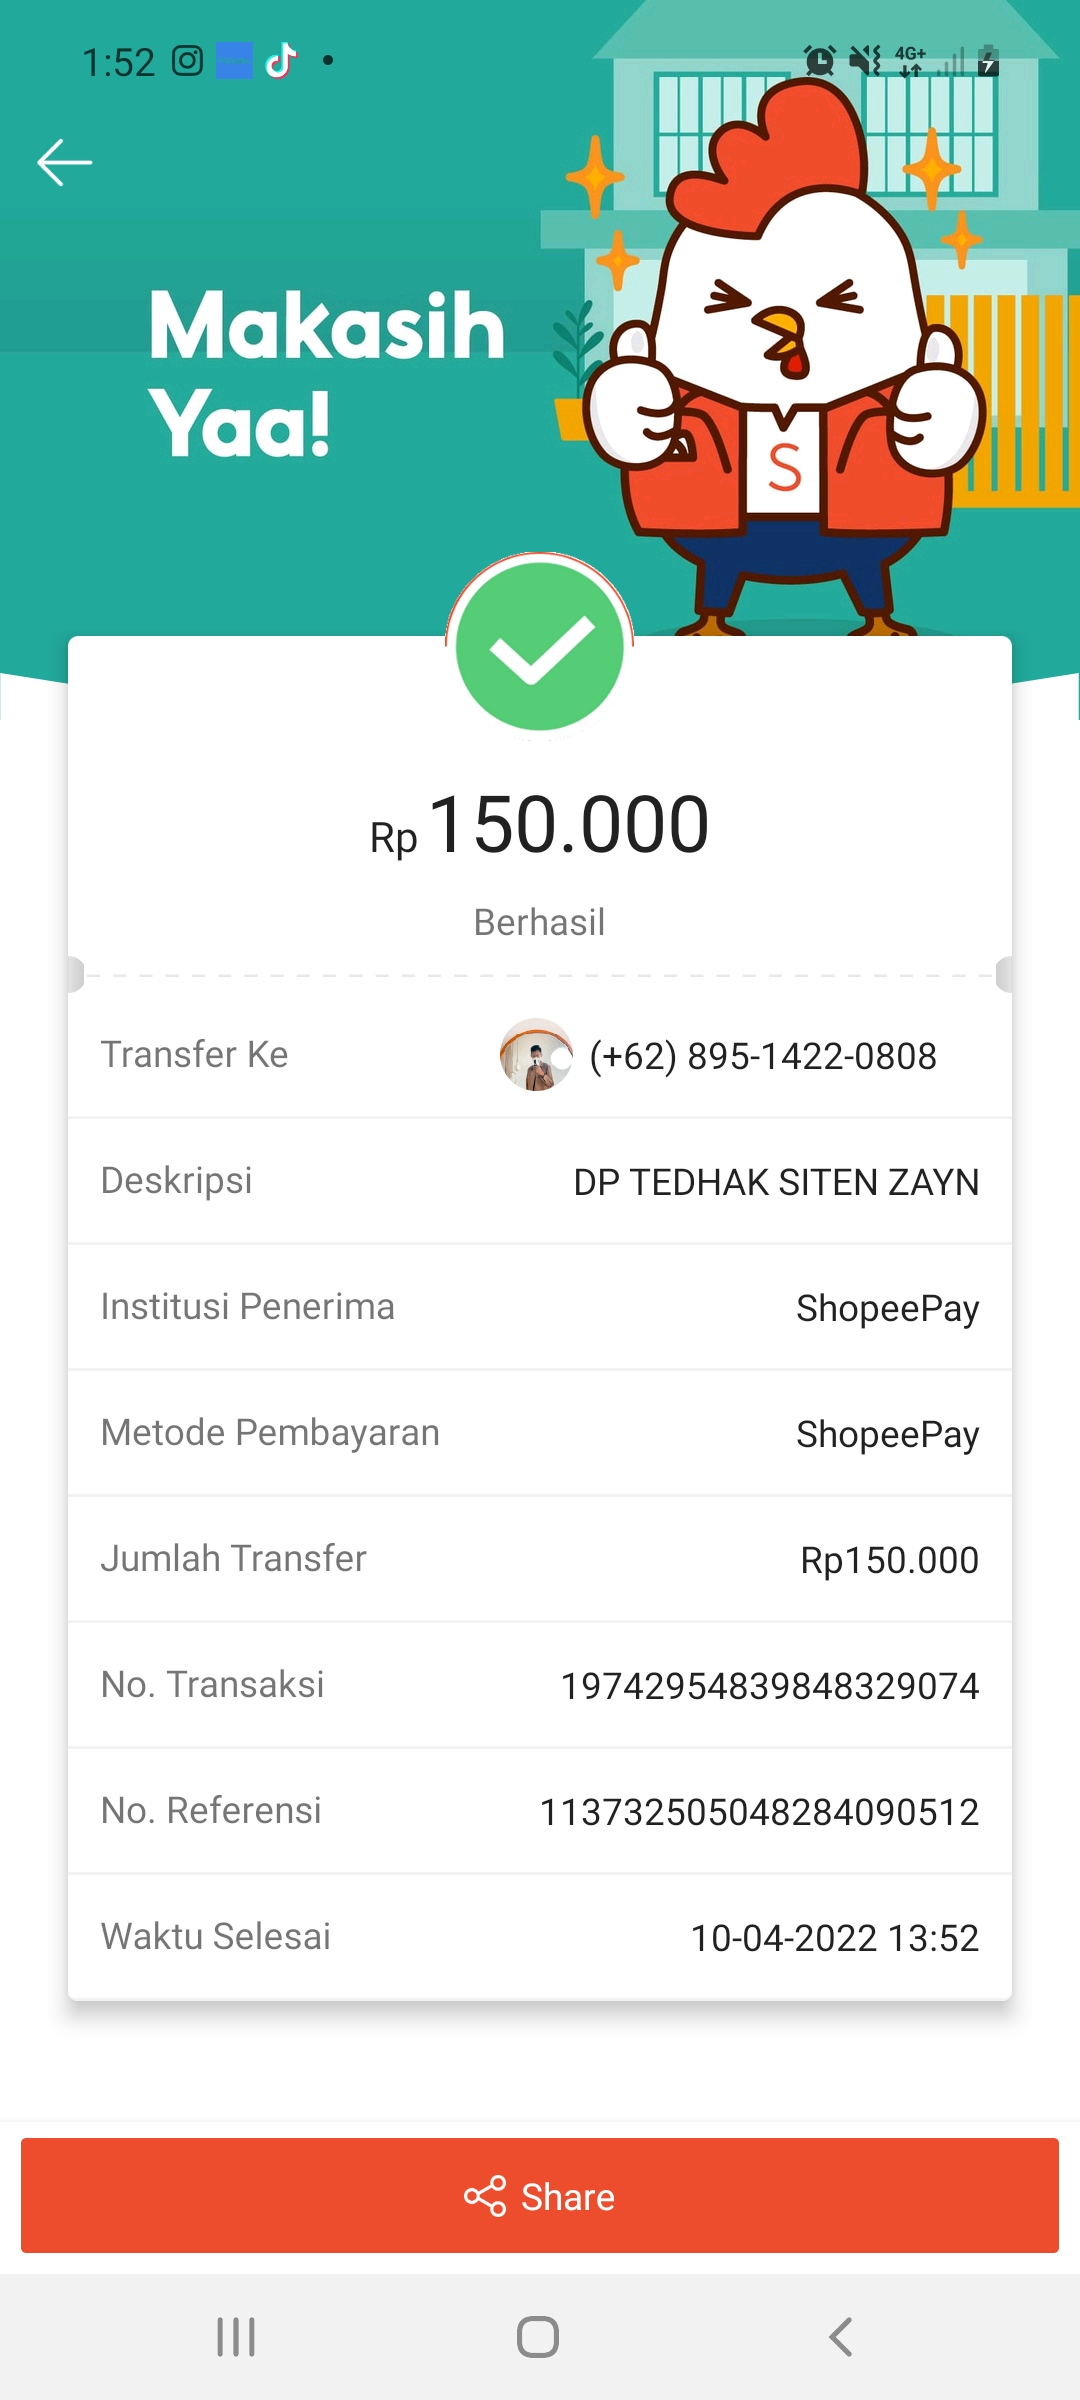 1:52
4G+
Makasih
Yaa!
S
Rp 150.000
Berhasil
Transfer Ke (+62) 895-1422-0808
Deskripsi DP TEDHAK SITEN ZAYN
Institusi Penerima ShopeePay
Metode Pembayaran ShopeePay
Jumlah Transfer Rp150.000
No. Transaksi 19742954839848329074
No. Referensi 113732505048284090512
Waktu Selesai 10-04-2022 13:52
Share